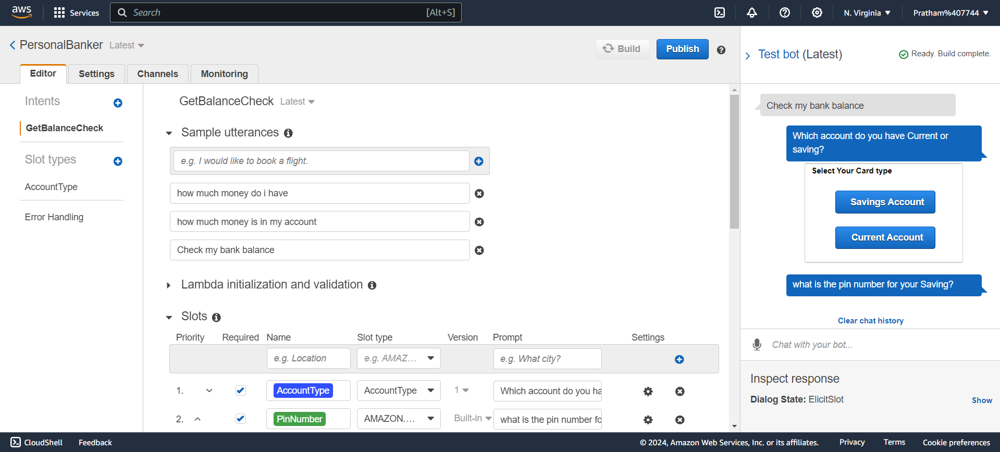 aws
Services
Search
[Alt+S]
N. Virginia
Pratham%407744
PersonalBanker
Latest
Build
Publish
Editor
Settings
Channels
Monitoring
Intents
GetBalanceCheck
Slot types
AccountType
Error Handling
GetBalanceCheck
Latest
Sample utterances
e.g. I would like to book a flight.
how much money do i have
how much money is in my account
Check my bank balance
Lambda initialization and validation
Slots
Priority Required Name Slot type Version Prompt Settings
e.g. Location e.g. AMAZ... e.g. What city?
1. AccountType AccountType 1 Which account do you ha
2. PinNumber AMAZON.... Built-in what is the pin number fo
Test bot (Latest)
Ready. Build complete.
Check my bank balance
Which account do you have Current or
saving?
Select Your Card type
Savings Account
Current Account
what is the pin number for your Saving?
Clear chat history
Chat with your bot...
Inspect response
Dialog State: ElicitSlot
Show
CloudShell
Feedback
© 2024, Amazon Web Services, Inc. or its affiliates.
Privacy
Terms
Cookie preferences